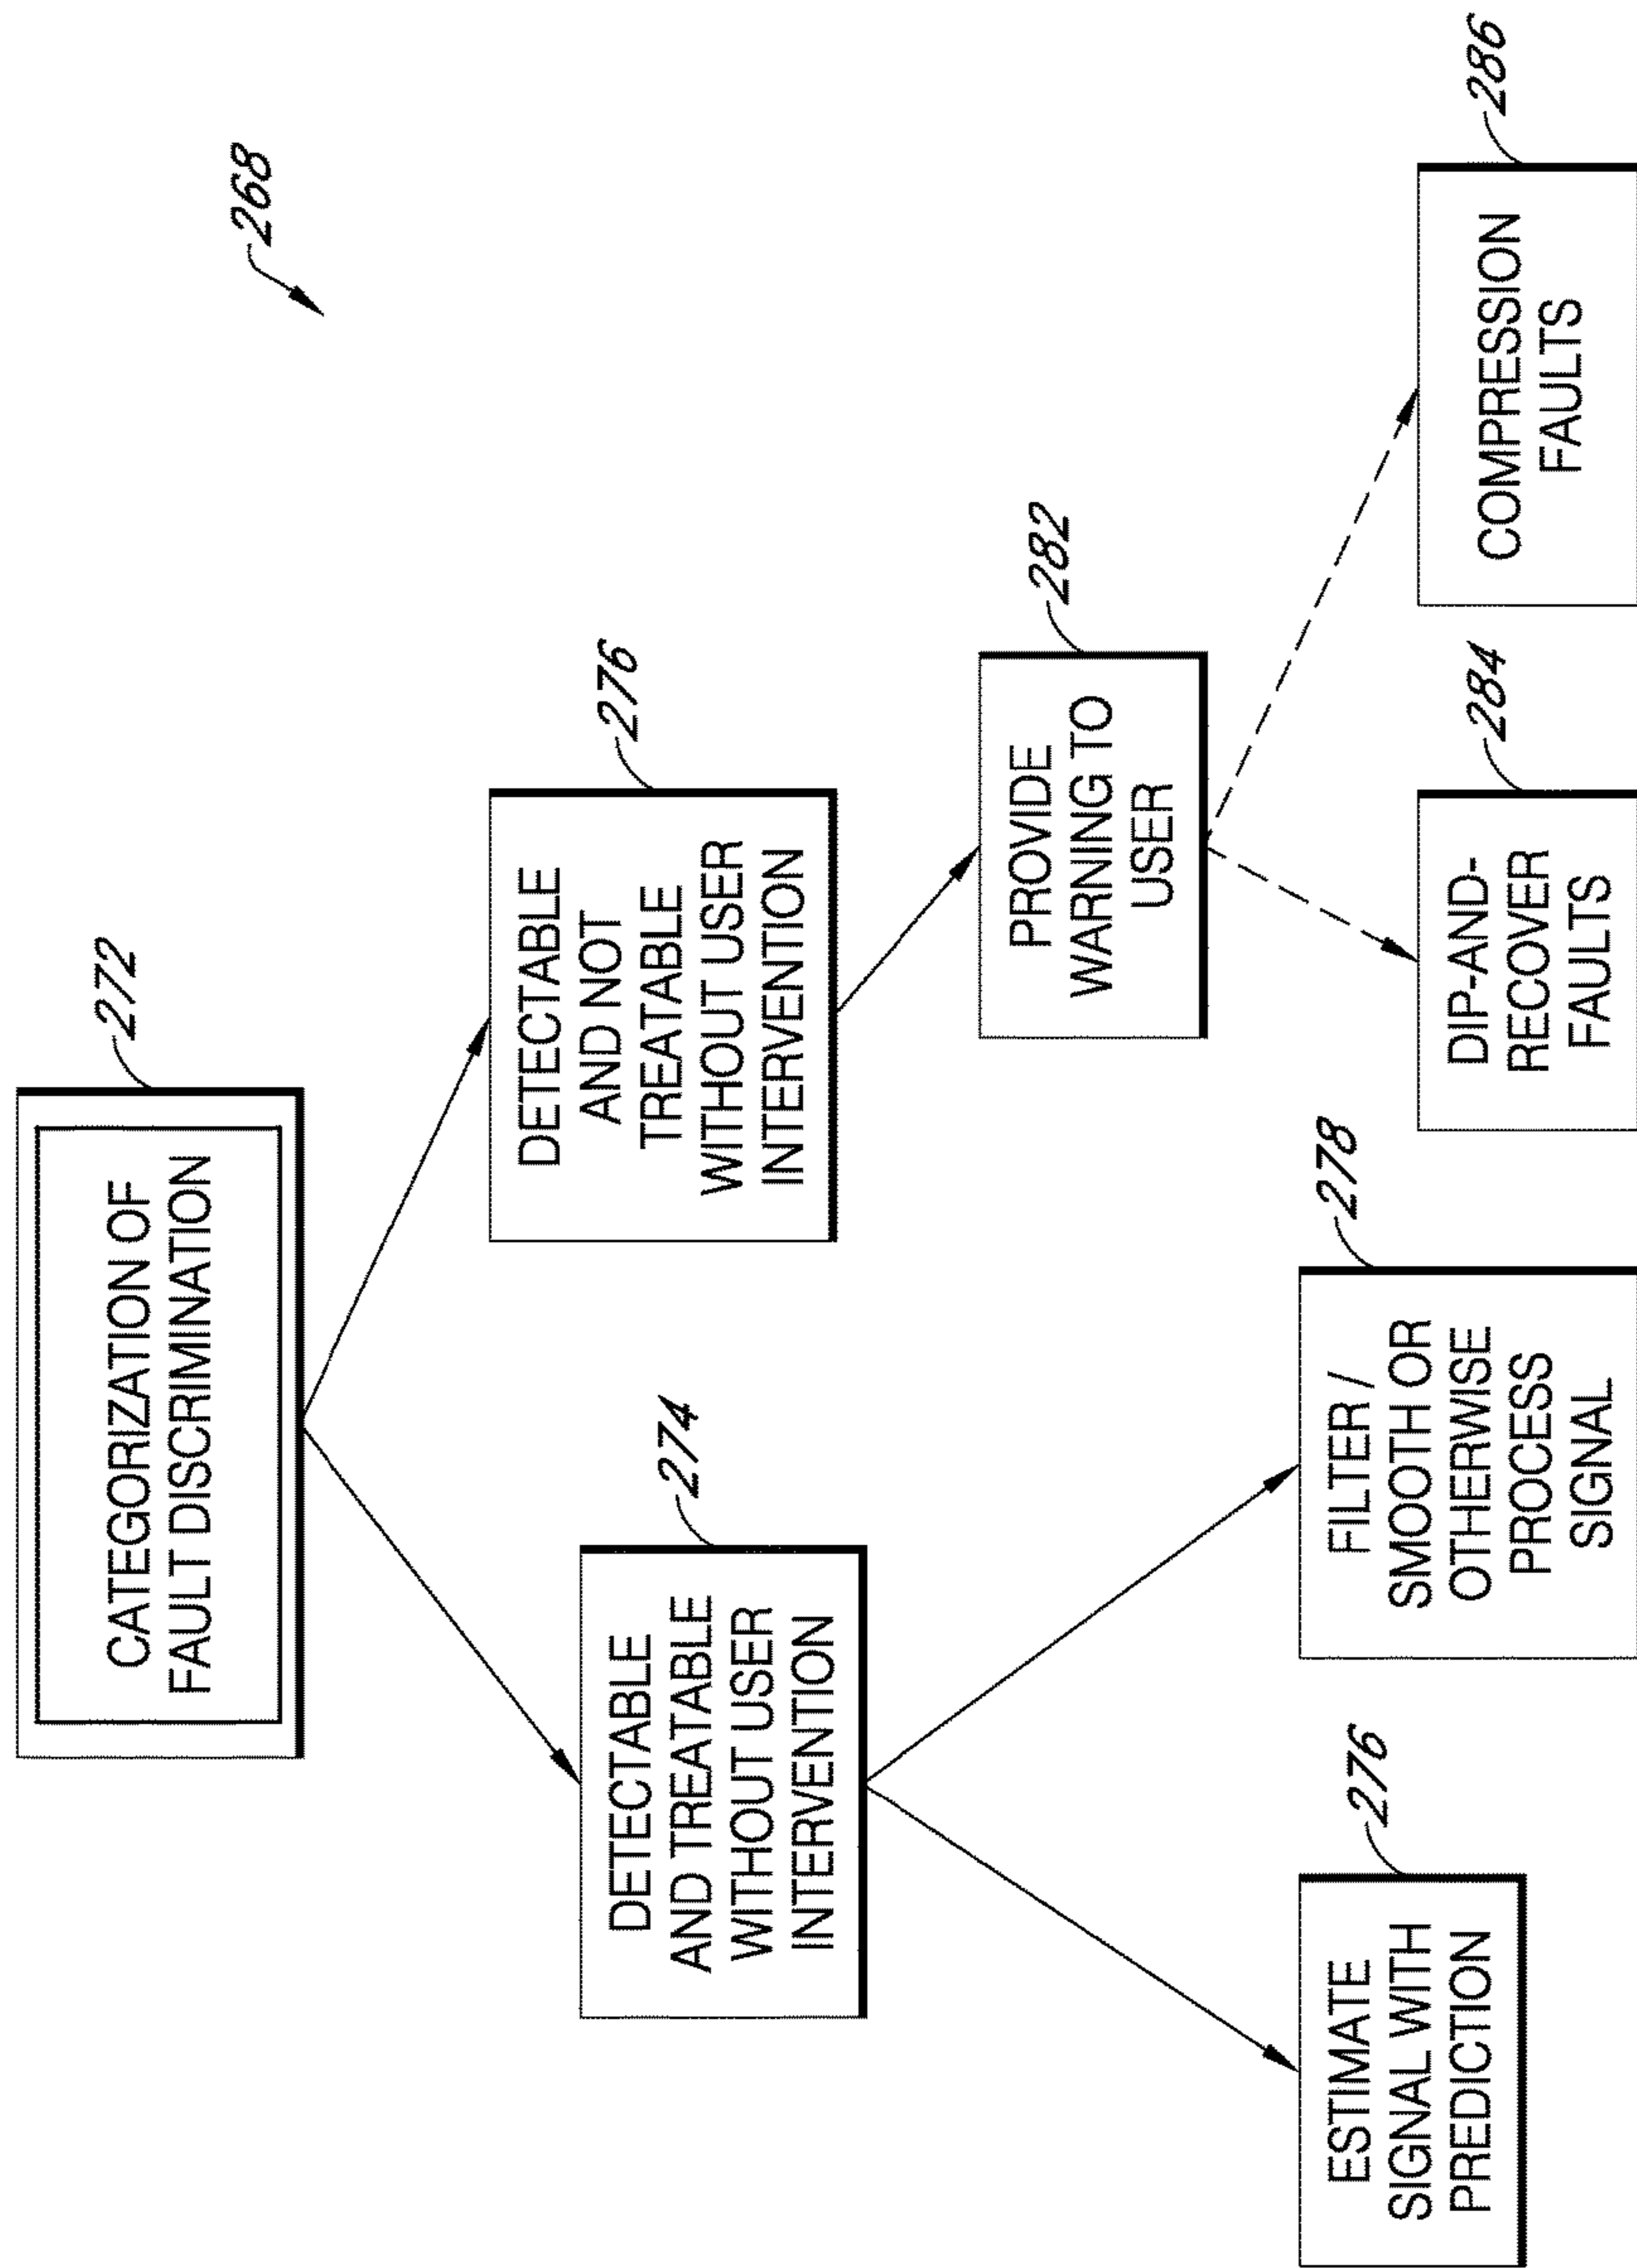 268
272
CATEGORIZATION OF
FAULT DISCRIMINATION
274
DETECTABLE
AND TREATABLE
WITHOUT USER
INTERVENTION
276
DETECTABLE
AND NOT
TREATABLE
WITHOUT USER
INTERVENTION
282
PROVIDE
WARNING TO
USER
276
ESTIMATE
SIGNAL WITH
PREDICTION
278
FILTER /
SMOOTH OR
OTHERWISE
PROCESS
SIGNAL
284
DIP-AND-
RECOVER
FAULTS
286
COMPRESSION
FAULTS